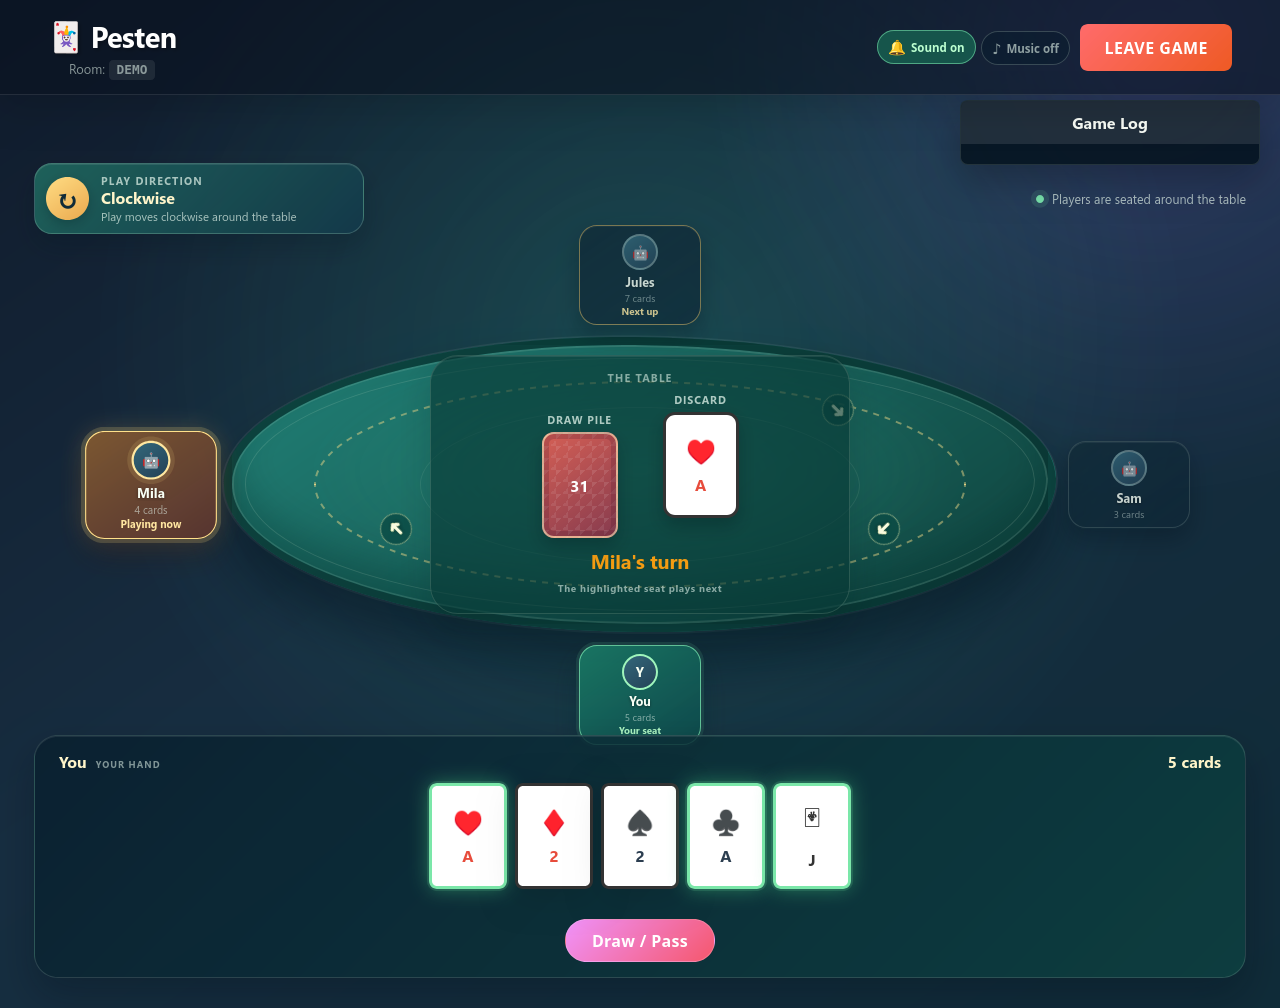 Pesten
Room: DEMO
Sound on
Music off
LEAVE GAME
Game Log
PLAY DIRECTION
Clockwise
Play moves clockwise around the table
Players are seated around the table
Jules
7 cards
Next up
THE TABLE
DISCARD
DRAW PILE
A
31
Mila
4 cards
Playing now
Sam
3 cards
Mila's turn
The highlighted seat plays next
Y
You
5 cards
Your seat
You YOUR HAND
5 cards
A 2 2 A J
Draw / Pass